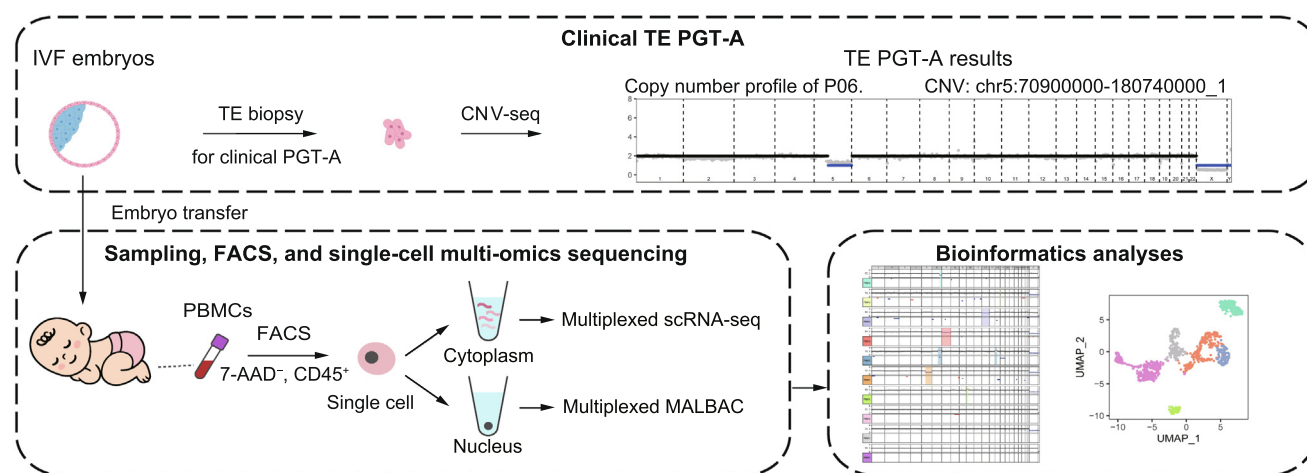 Clinical TE PGT-A
IVF embryos
TE biopsy
for clinical PGT-A
CNV-seq
TE PGT-A results
Copy number profile of P06.
CNV: chr5:70900000-180740000_1
8
6
4
2
0
1 2 3 4 5 6 7 8 9 10 11 12 13 14 15 16 17 18 19 20 21 22 X Y
Embryo transfer
Sampling, FACS, and single-cell multi-omics sequencing
PBMCs
FACS
7-AAD⁻, CD45⁺
Single cell
Cytoplasm
Multiplexed scRNA-seq
Nucleus
Multiplexed MALBAC
Bioinformatics analyses
UMAP_2
5
0
−5
−10
−10 −5 0 5
UMAP_1